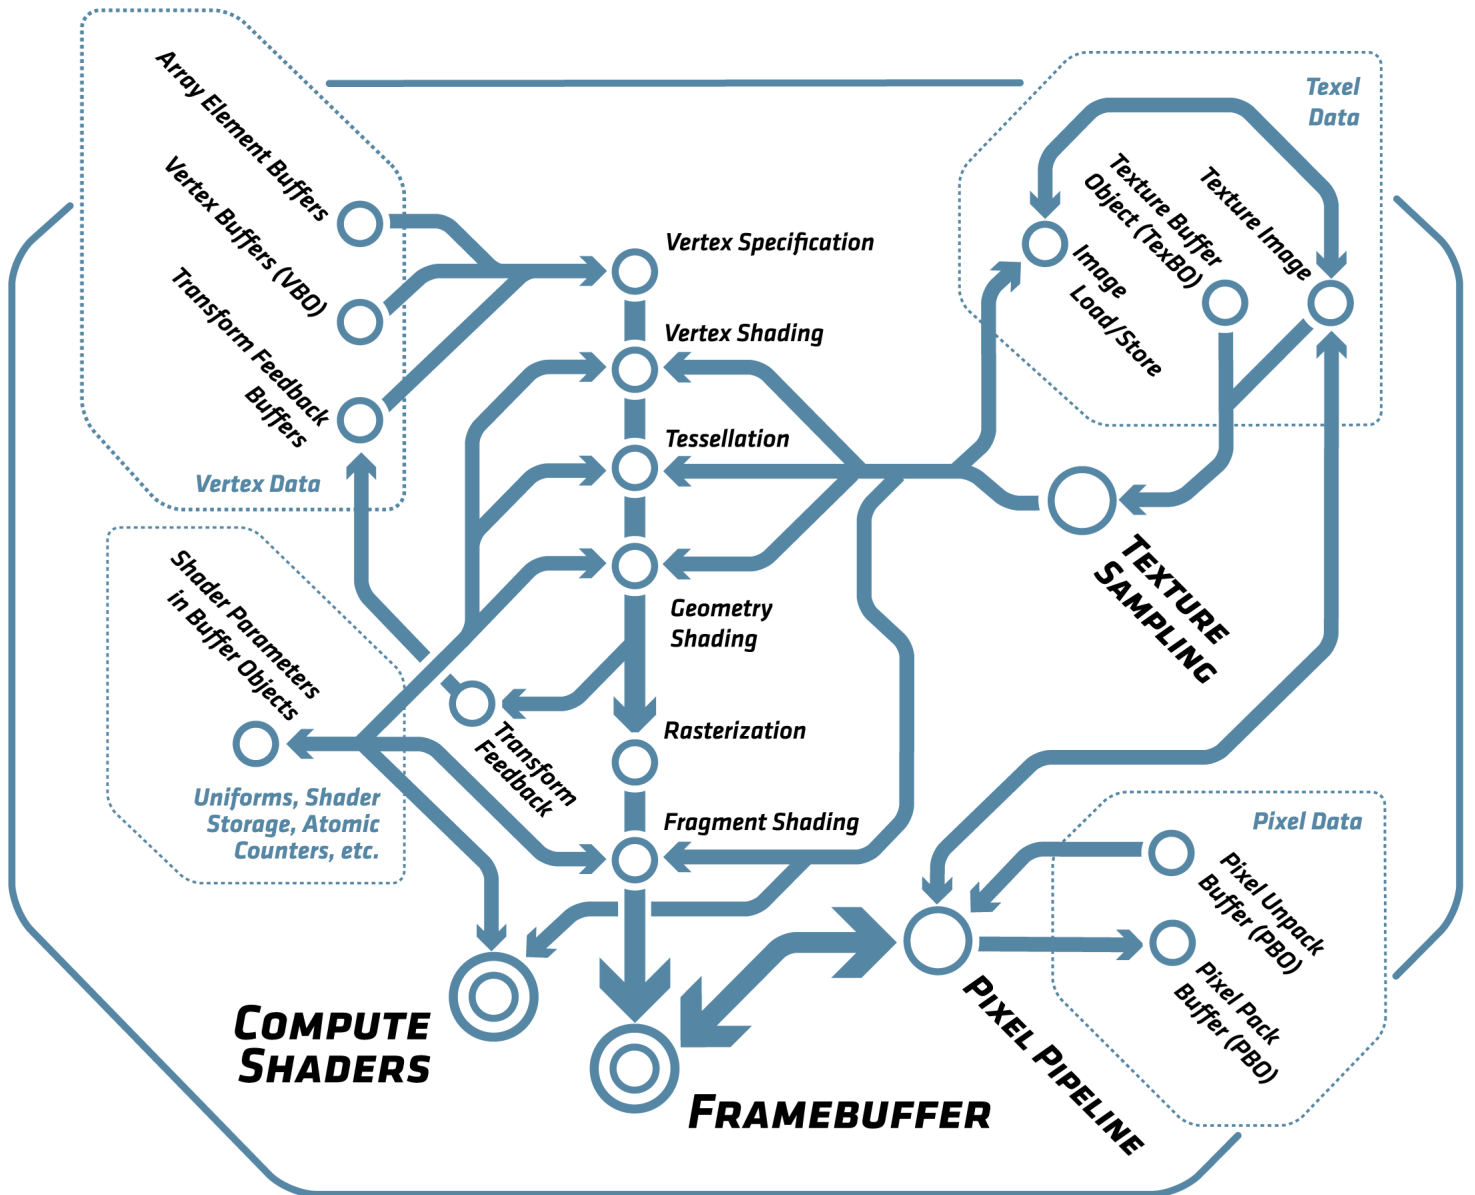 Array Element Buffers
Vertex Buffers (VBO)
Transform Feedback
Buffers
Vertex Data
Vertex Specification
Vertex Shading
Tessellation
Geometry
Shading
Rasterization
Fragment Shading
Texel
Data
Texture Buffer
Object (TexBO)
Texture Image
Image
Load/Store
TEXTURE
SAMPLING
Shader Parameters
in Buffer Objects
Uniforms, Shader
Storage, Atomic
Counters, etc.
Transform
Feedback
Pixel Data
Pixel Unpack
Buffer (PBO)
Pixel Pack
Buffer (PBO)
PIXEL PIPELINE
COMPUTE
SHADERS
FRAMEBUFFER